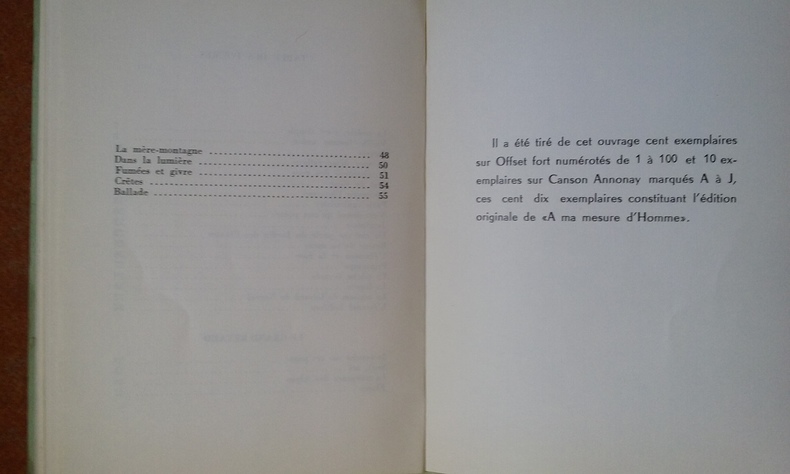 La mère-montagne 48
Dans la lumière 50
Fumées et givre 51
Crêtes 54
Ballade 55
Il a été tiré de cet ouvrage cent exemplaires
sur Offset fort numérotés de 1 à 100 et 10 ex-
emplaires sur Canson Annonay marqués A à J,
ces cent dix exemplaires constituant l'édition
originale de «A ma mesure d'Homme».